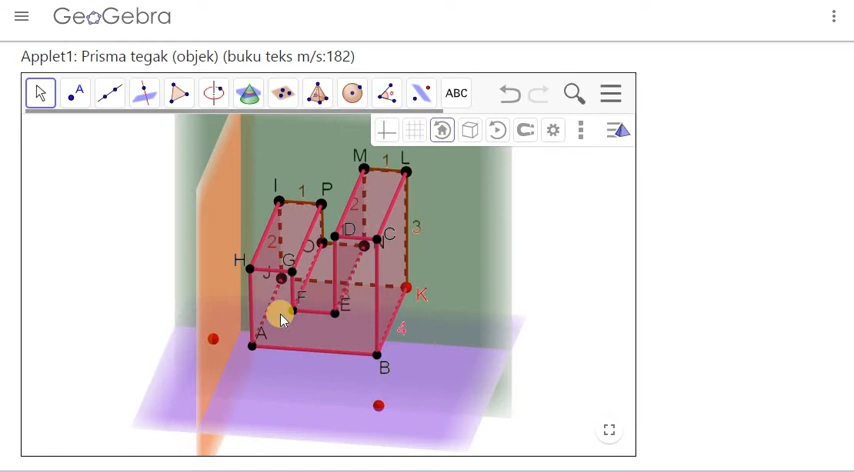 GeoGebra
Applet1: Prisma tegak (objek) (buku teks m/s:182)
A
ABC
M 1 L
I 1 P
2
D C 3
2 O N
H G
J
F E K
A 4
B